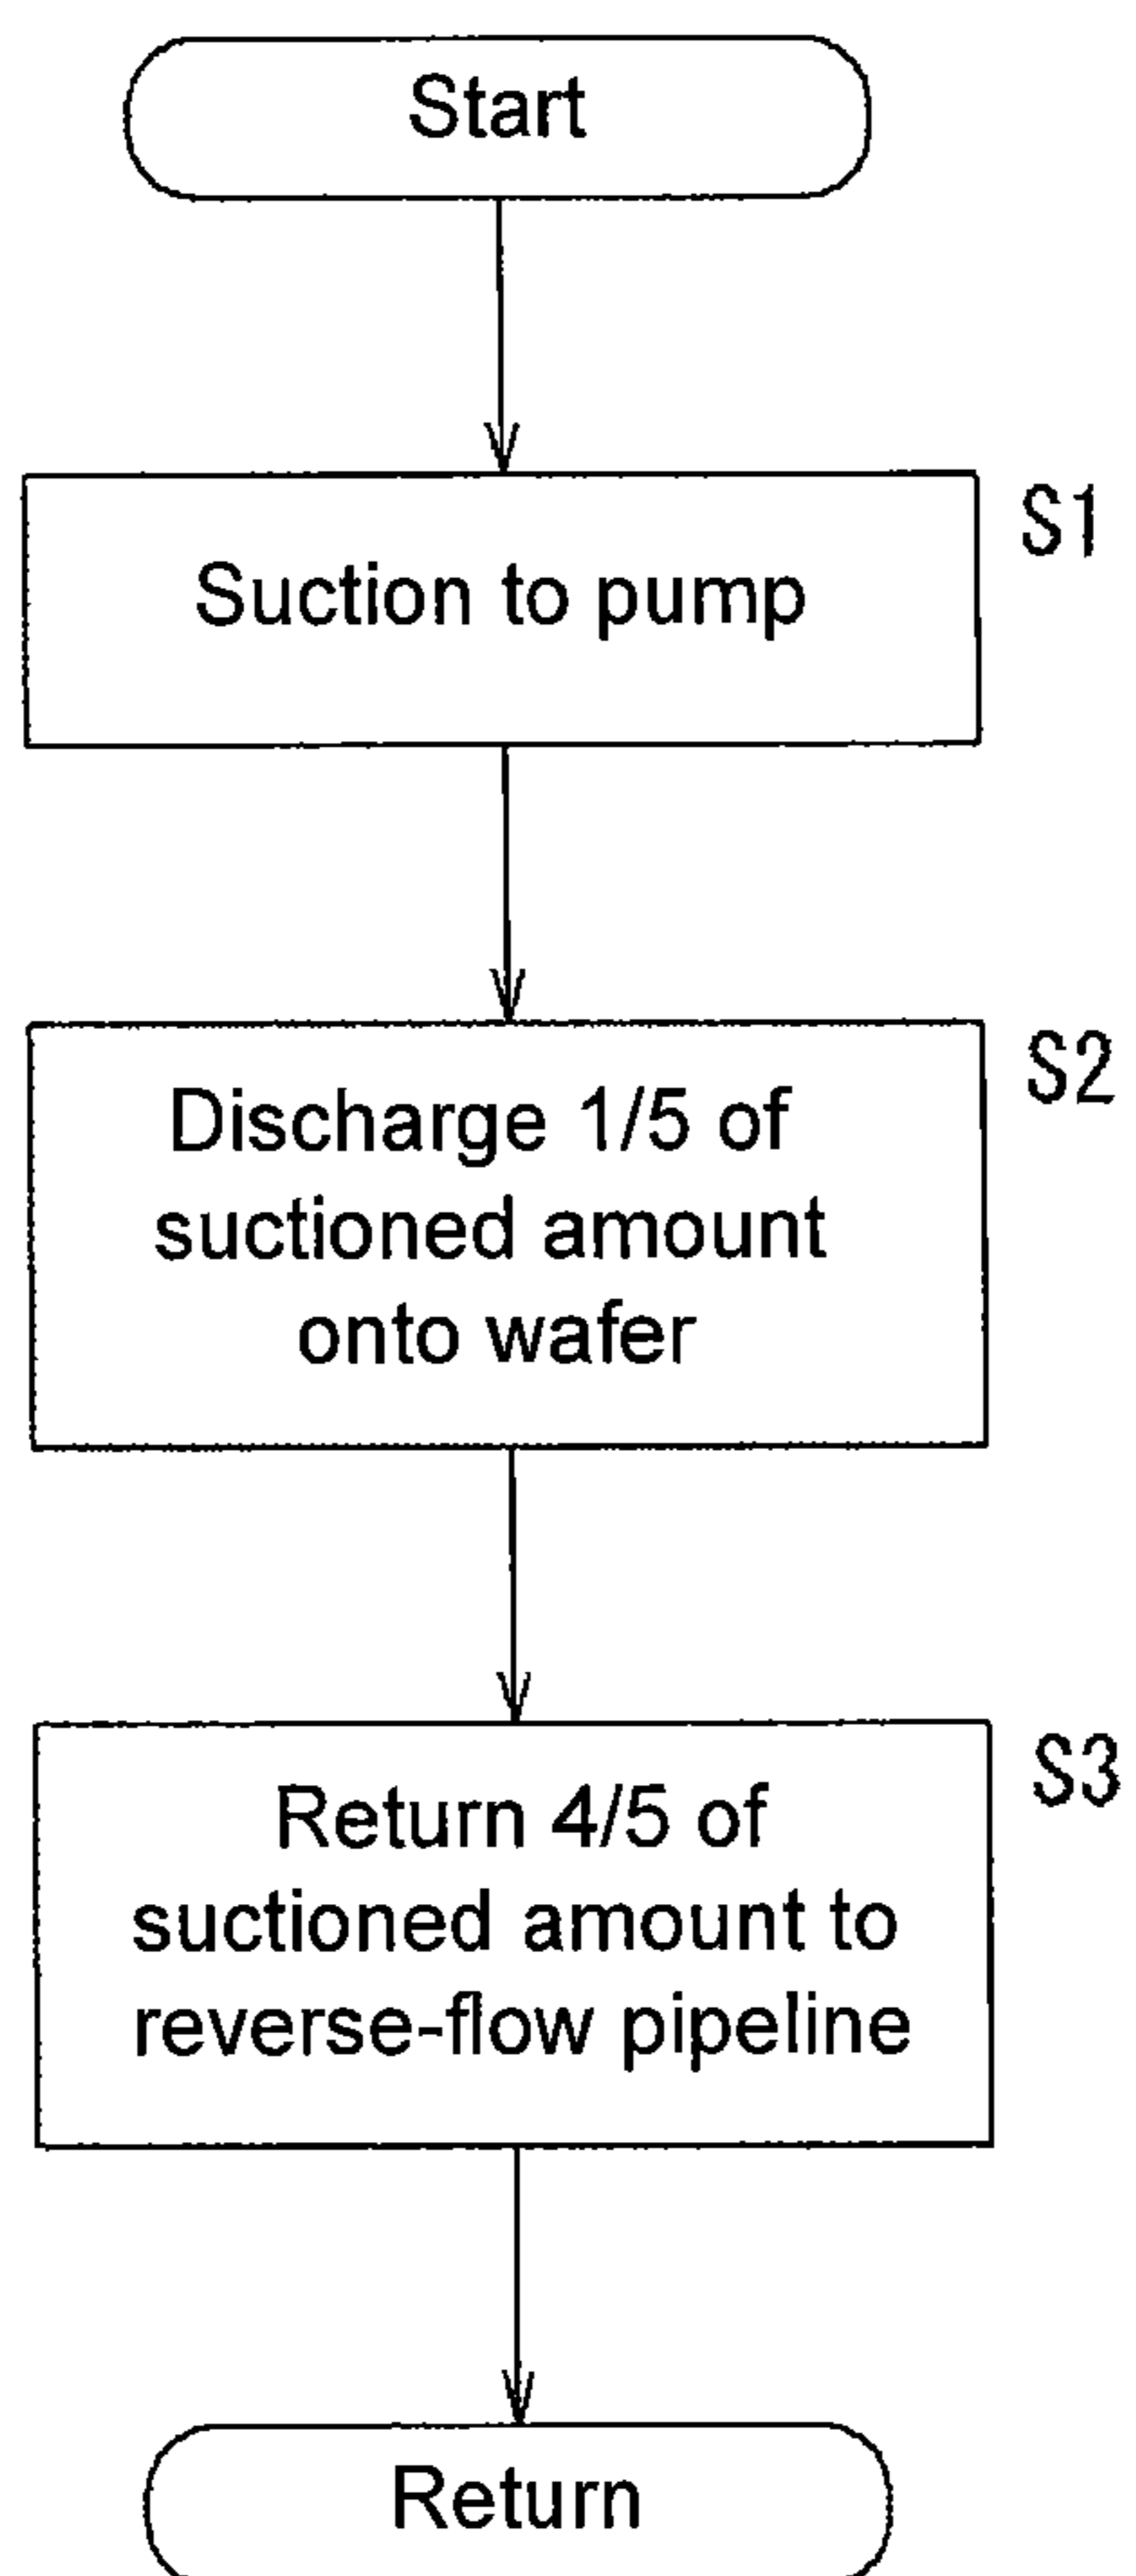 Start
S1
Suction to pump
S2
Discharge 1/5 of
suctioned amount
onto wafer
S3
Return 4/5 of
suctioned amount to
reverse-flow pipeline
Return